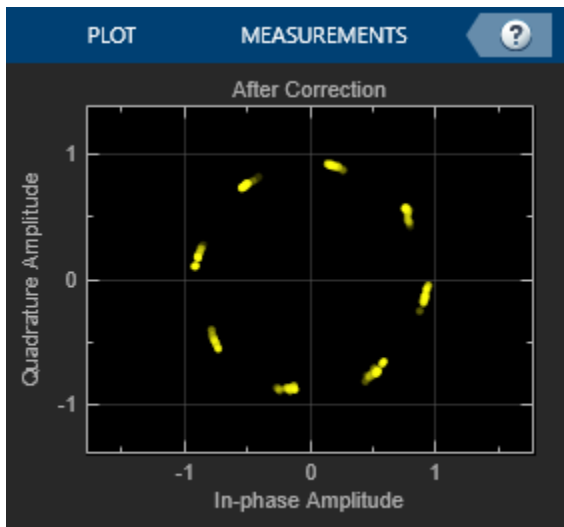 PLOT MEASUREMENTS ?
After Correction
Quadrature Amplitude
1
0
-1
-1 0 1
In-phase Amplitude